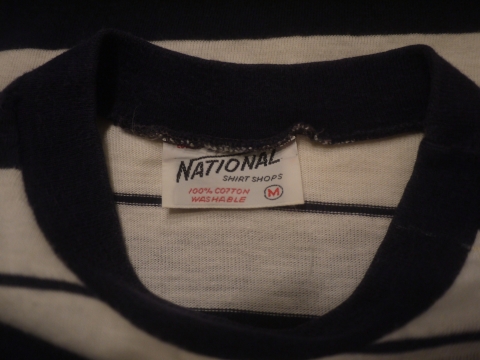 NATIONAL
SHIRT SHOPS
100% COTTON
WASHABLE
M